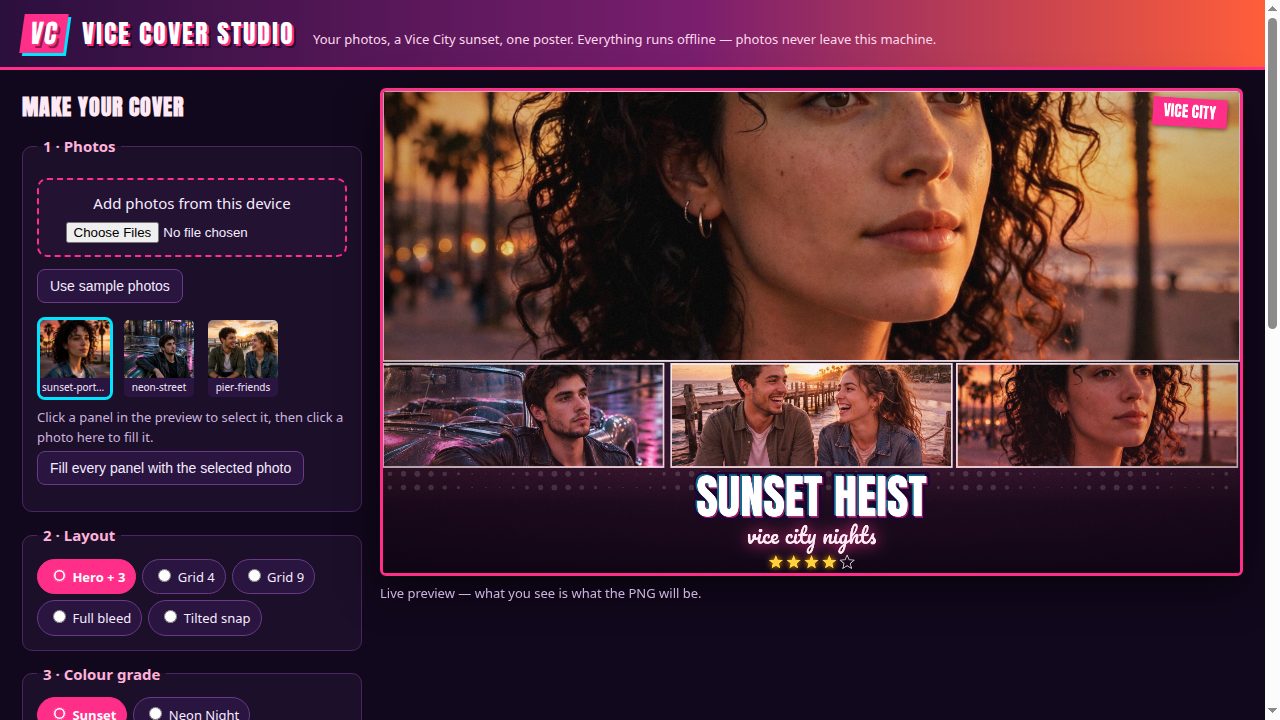 VC VICE COVER STUDIO Your photos, a Vice City sunset, one poster. Everything runs offline — photos never leave this machine.
MAKE YOUR COVER
1 · Photos
Add photos from this device
Choose Files No file chosen
Use sample photos
sunset-port... neon-street pier-friends
Click a panel in the preview to select it, then click a
photo here to fill it.
Fill every panel with the selected photo
2 · Layout
Hero + 3 Grid 4 Grid 9
Full bleed Tilted snap
3 · Colour grade
Sunset Neon Night
VICE CITY
SUNSET HEIST
vice city nights
Live preview — what you see is what the PNG will be.